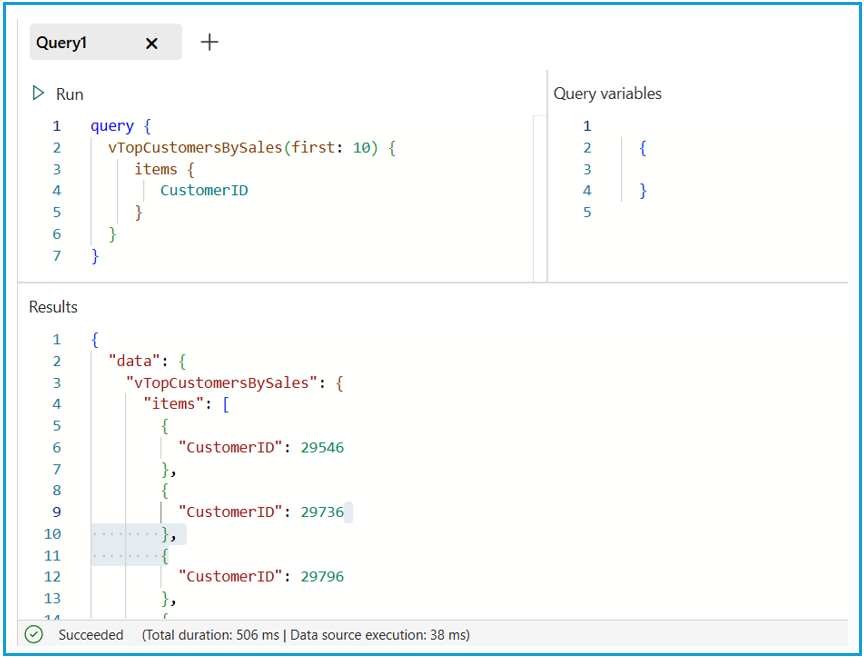 Query1
Run
1 query {
2 vTopCustomersBySales(first: 10) {
3 items {
4 CustomerID
5 }
6 }
7 }
Query variables
1
2 {
3
4 }
5
Results
1 {
2 "data": {
3 "vTopCustomersBySales": {
4 "items": [
5 {
6 "CustomerID": 29546
7 },
8 {
9 "CustomerID": 29736
10 },
11 {
12 "CustomerID": 29796
13 },
14 {
Succeeded (Total duration: 506 ms | Data source execution: 38 ms)